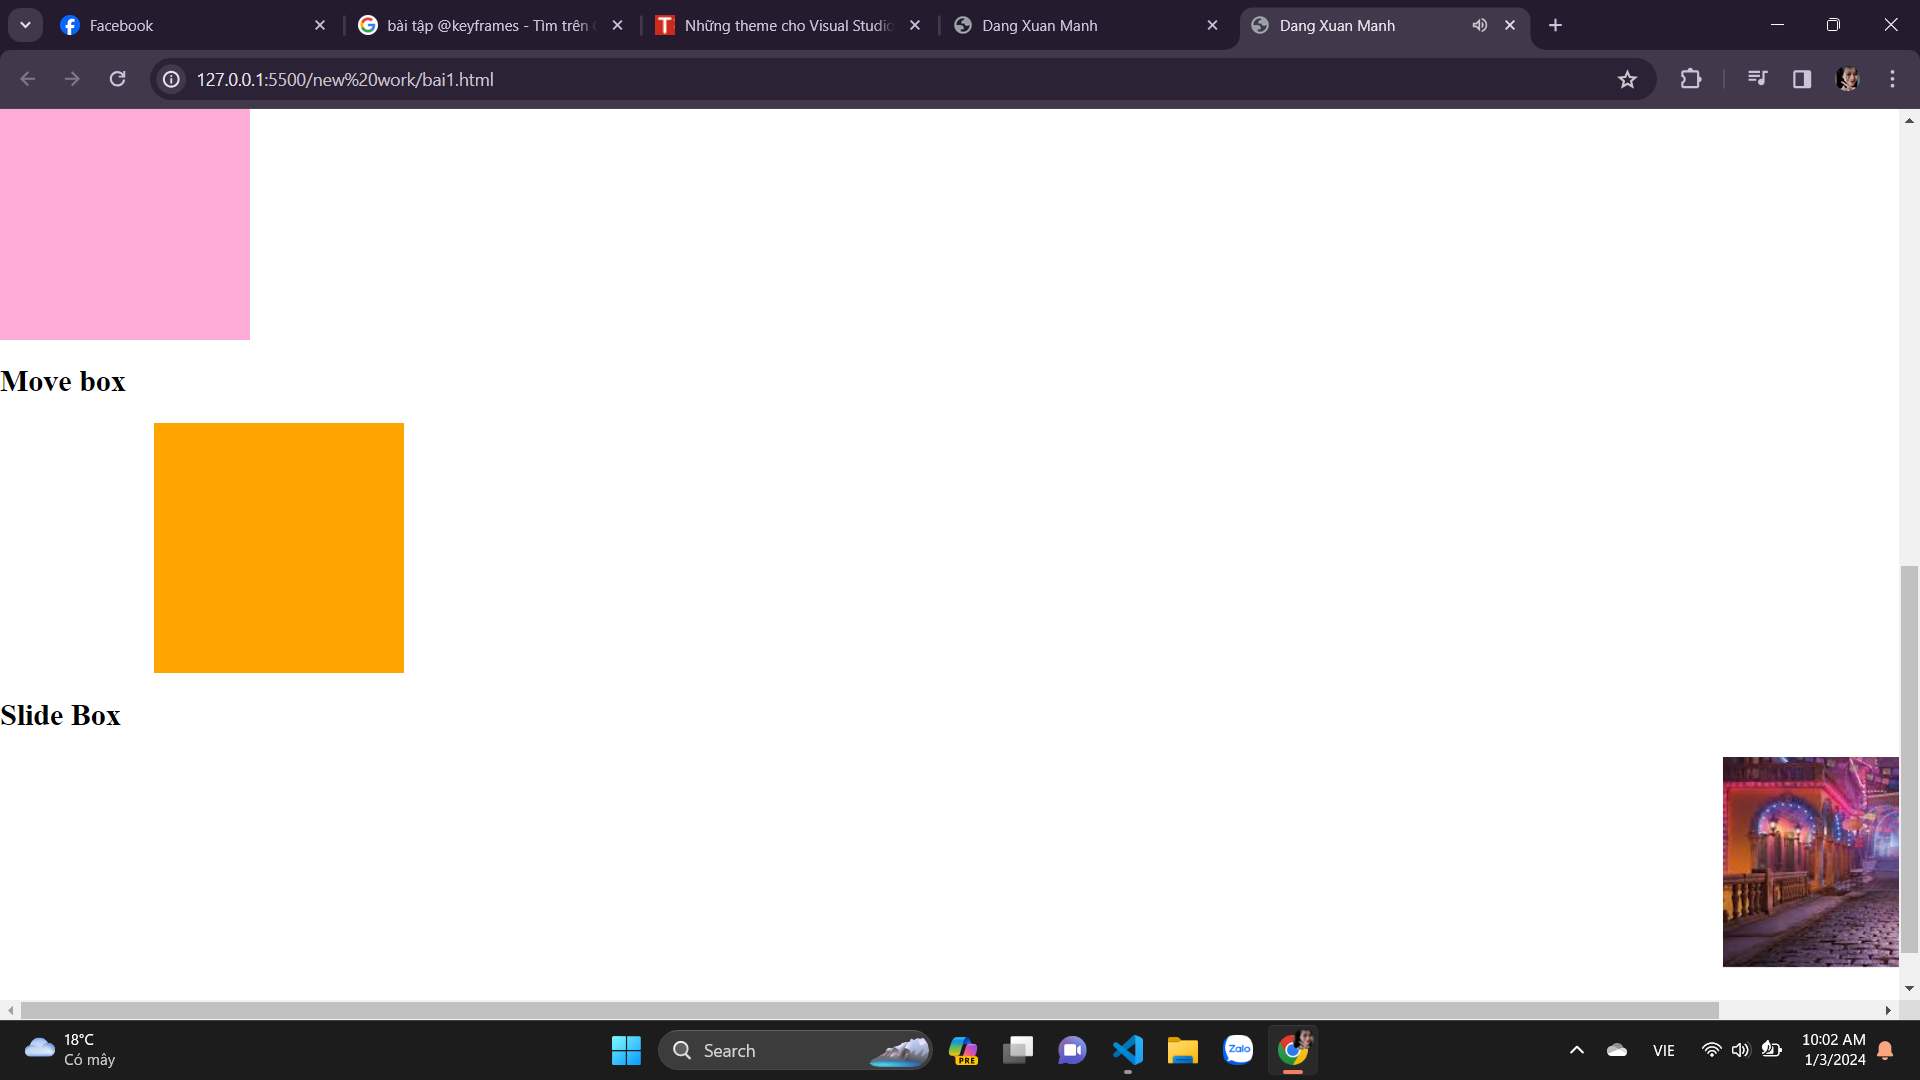 Facebook
bài tập @keyframes - Tìm trên
Những theme cho Visual Studio
Dang Xuan Manh
Dang Xuan Manh
127.0.0.1:5500/new%20work/bai1.html
Move box
Slide Box
18°C
Có mây
Search
PRE
Zalo
VIE
10:02 AM
1/3/2024